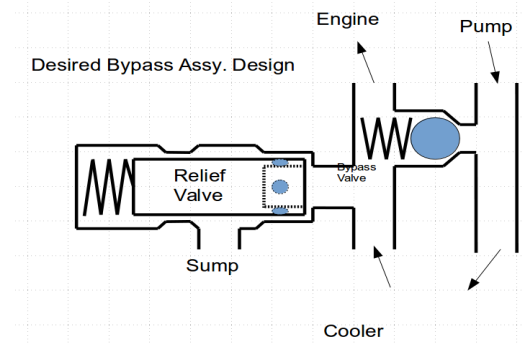 Engine
Pump
Desired Bypass Assy. Design
Bypass
Valve
Relief
Valve
Sump
Cooler